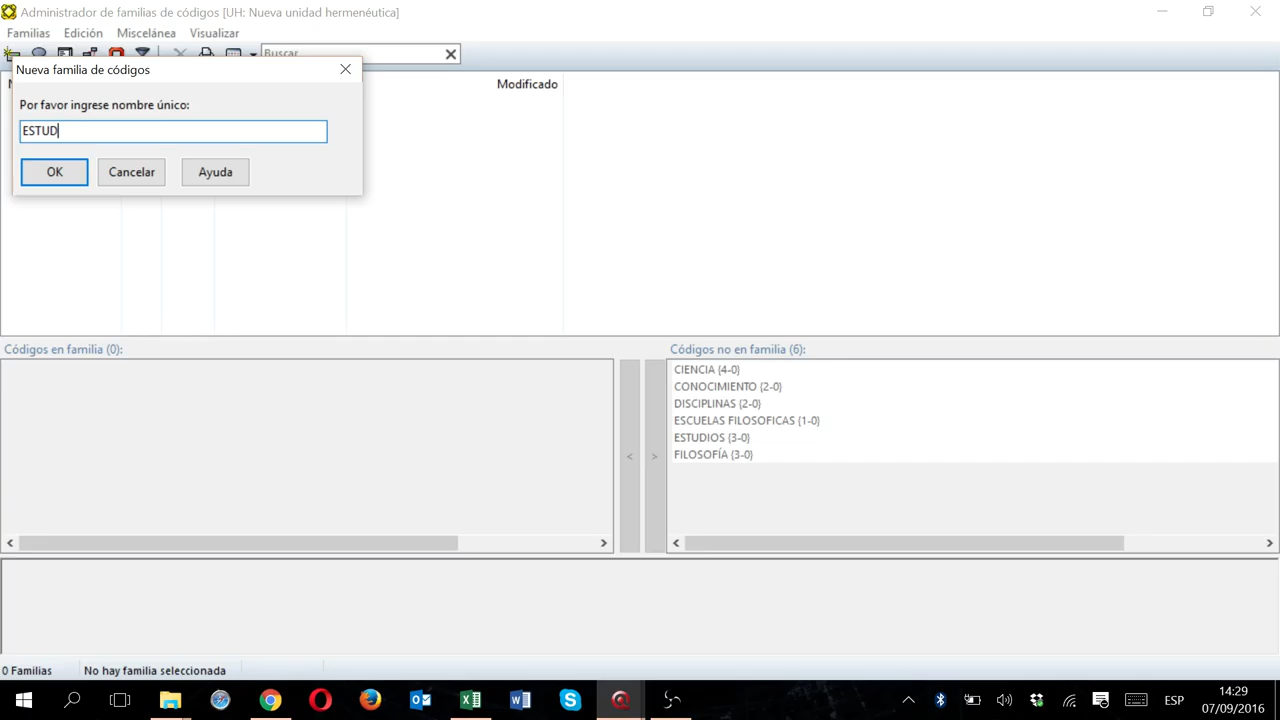 Administrador de familias de códigos [UH: Nueva unidad hermenéutica]
Familias Edición Miscelánea Visualizar
Buscar
Nueva familia de códigos
Modificado
Por favor ingrese nombre único:
ESTUD
OK Cancelar Ayuda
Códigos en familia (0):
Códigos no en familia (6):
CIENCIA {4-0}
CONOCIMIENTO {2-0}
DISCIPLINAS {2-0}
ESCUELAS FILOSOFICAS {1-0}
ESTUDIOS {3-0}
FILOSOFÍA {3-0}
0 Familias No hay familia seleccionada
ESP
14:29
07/09/2016